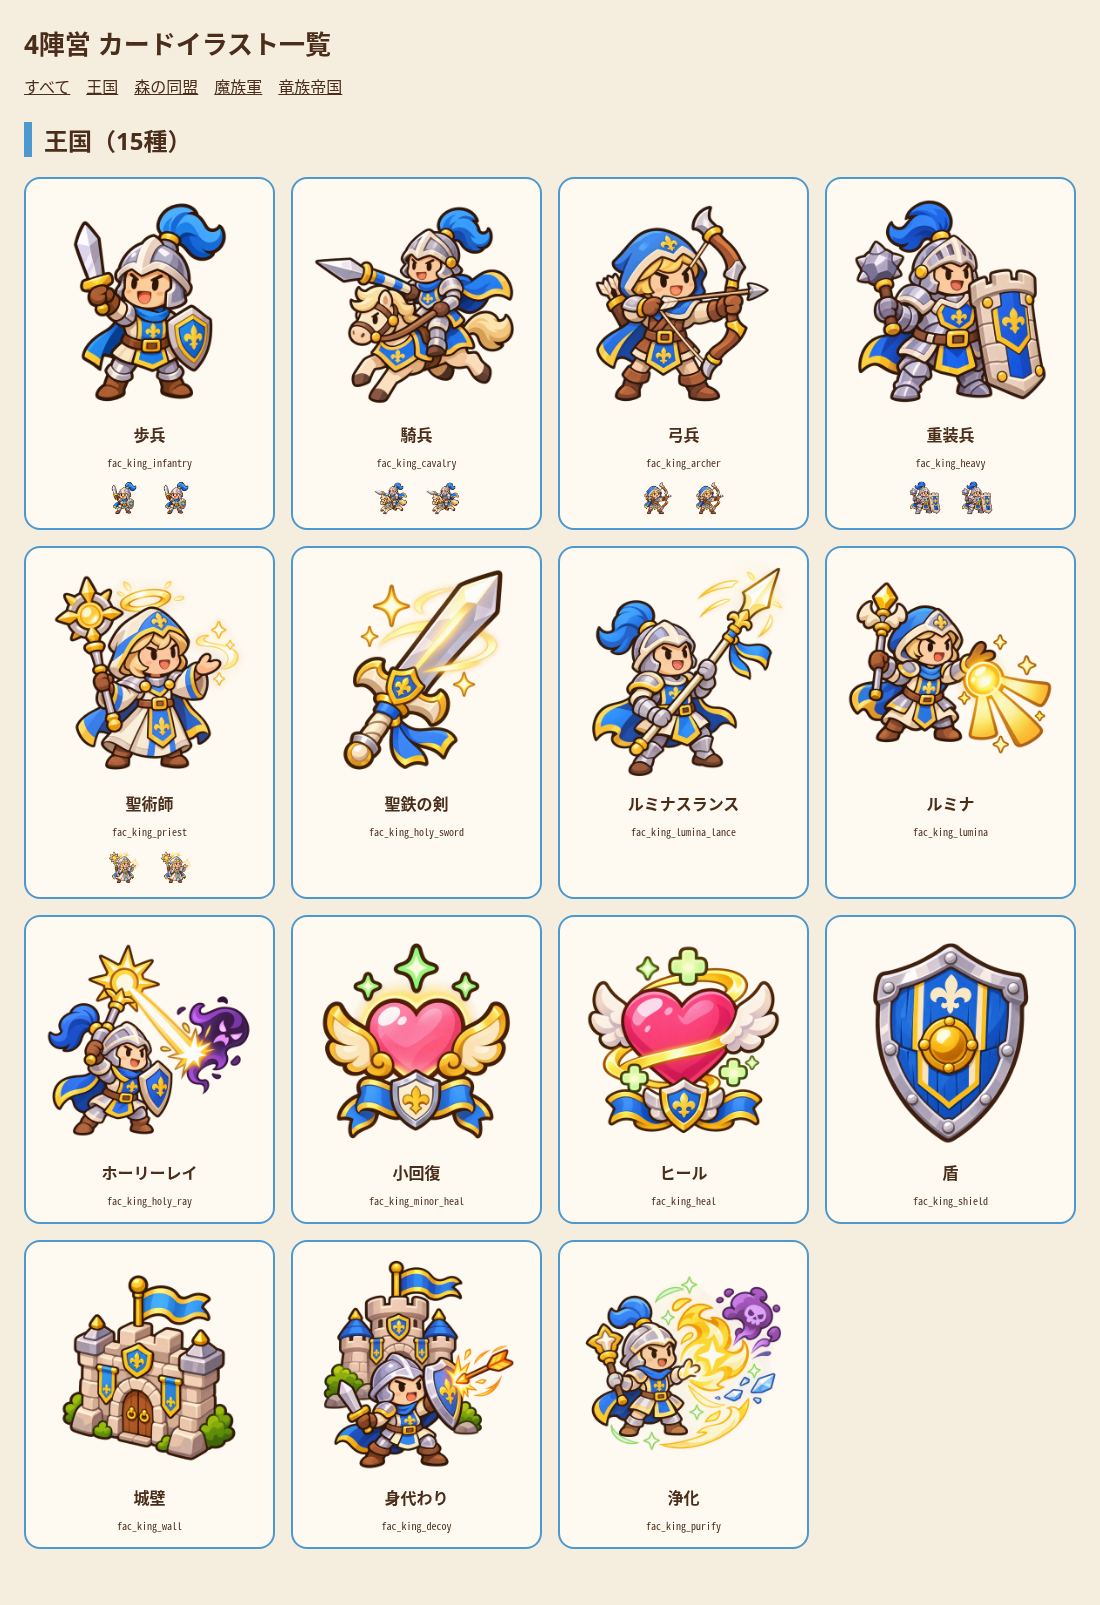 4陣営 カードイラスト一覧
すべて 王国 森の同盟 魔族軍 竜族帝国
王国（15種）
歩兵
fac_king_infantry
騎兵
fac_king_cavalry
弓兵
fac_king_archer
重装兵
fac_king_heavy
聖術師
fac_king_priest
聖鉄の剣
fac_king_holy_sword
ルミナスランス
fac_king_lumina_lance
ルミナ
fac_king_lumina
ホーリーレイ
fac_king_holy_ray
小回復
fac_king_minor_heal
ヒール
fac_king_heal
盾
fac_king_shield
城壁
fac_king_wall
身代わり
fac_king_decoy
浄化
fac_king_purify